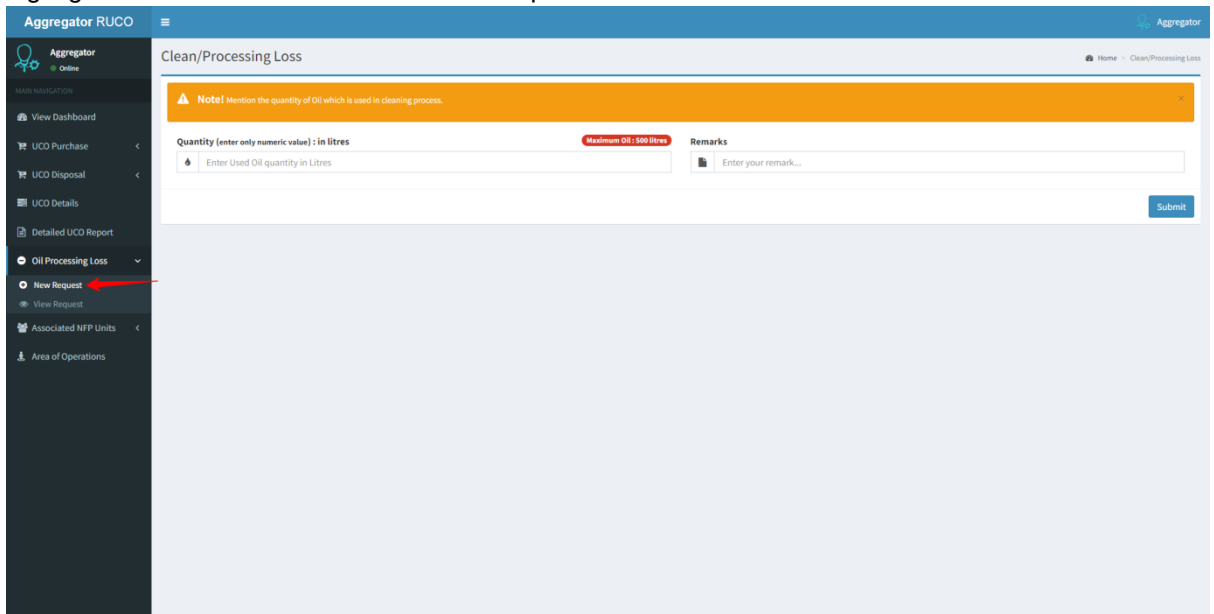 Aggregator RUCO
Aggregator
Aggregator
Online
Clean/Processing Loss
Home > Clean/Processing Loss
MAIN NAVIGATION
View Dashboard
UCO Purchase
UCO Disposal
UCO Details
Detailed UCO Report
Oil Processing Loss
New Request
View Request
Associated NFP Units
Area of Operations
Note! Mention the quantity of Oil which is used in cleaning process.
×
Quantity (enter only numeric value) : in litres
Maximum Oil : 500 litres
Enter Used Oil quantity in Litres
Remarks
Enter your remark...
Submit